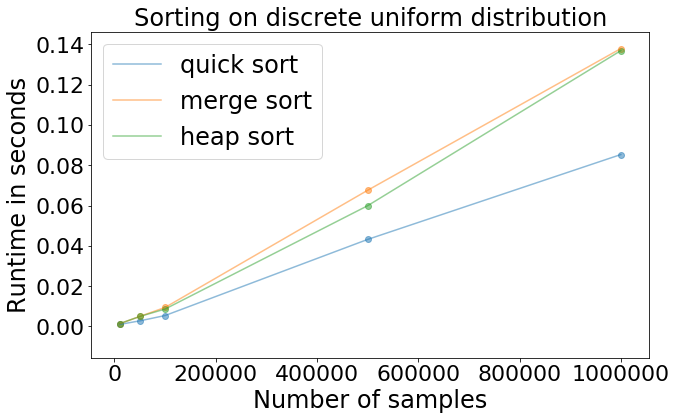 Sorting on discrete uniform distribution
quick sort
merge sort
heap sort
Runtime in seconds
0.14
0.12
0.10
0.08
0.06
0.04
0.02
0.00
0 200000 400000 600000 800000 1000000
Number of samples